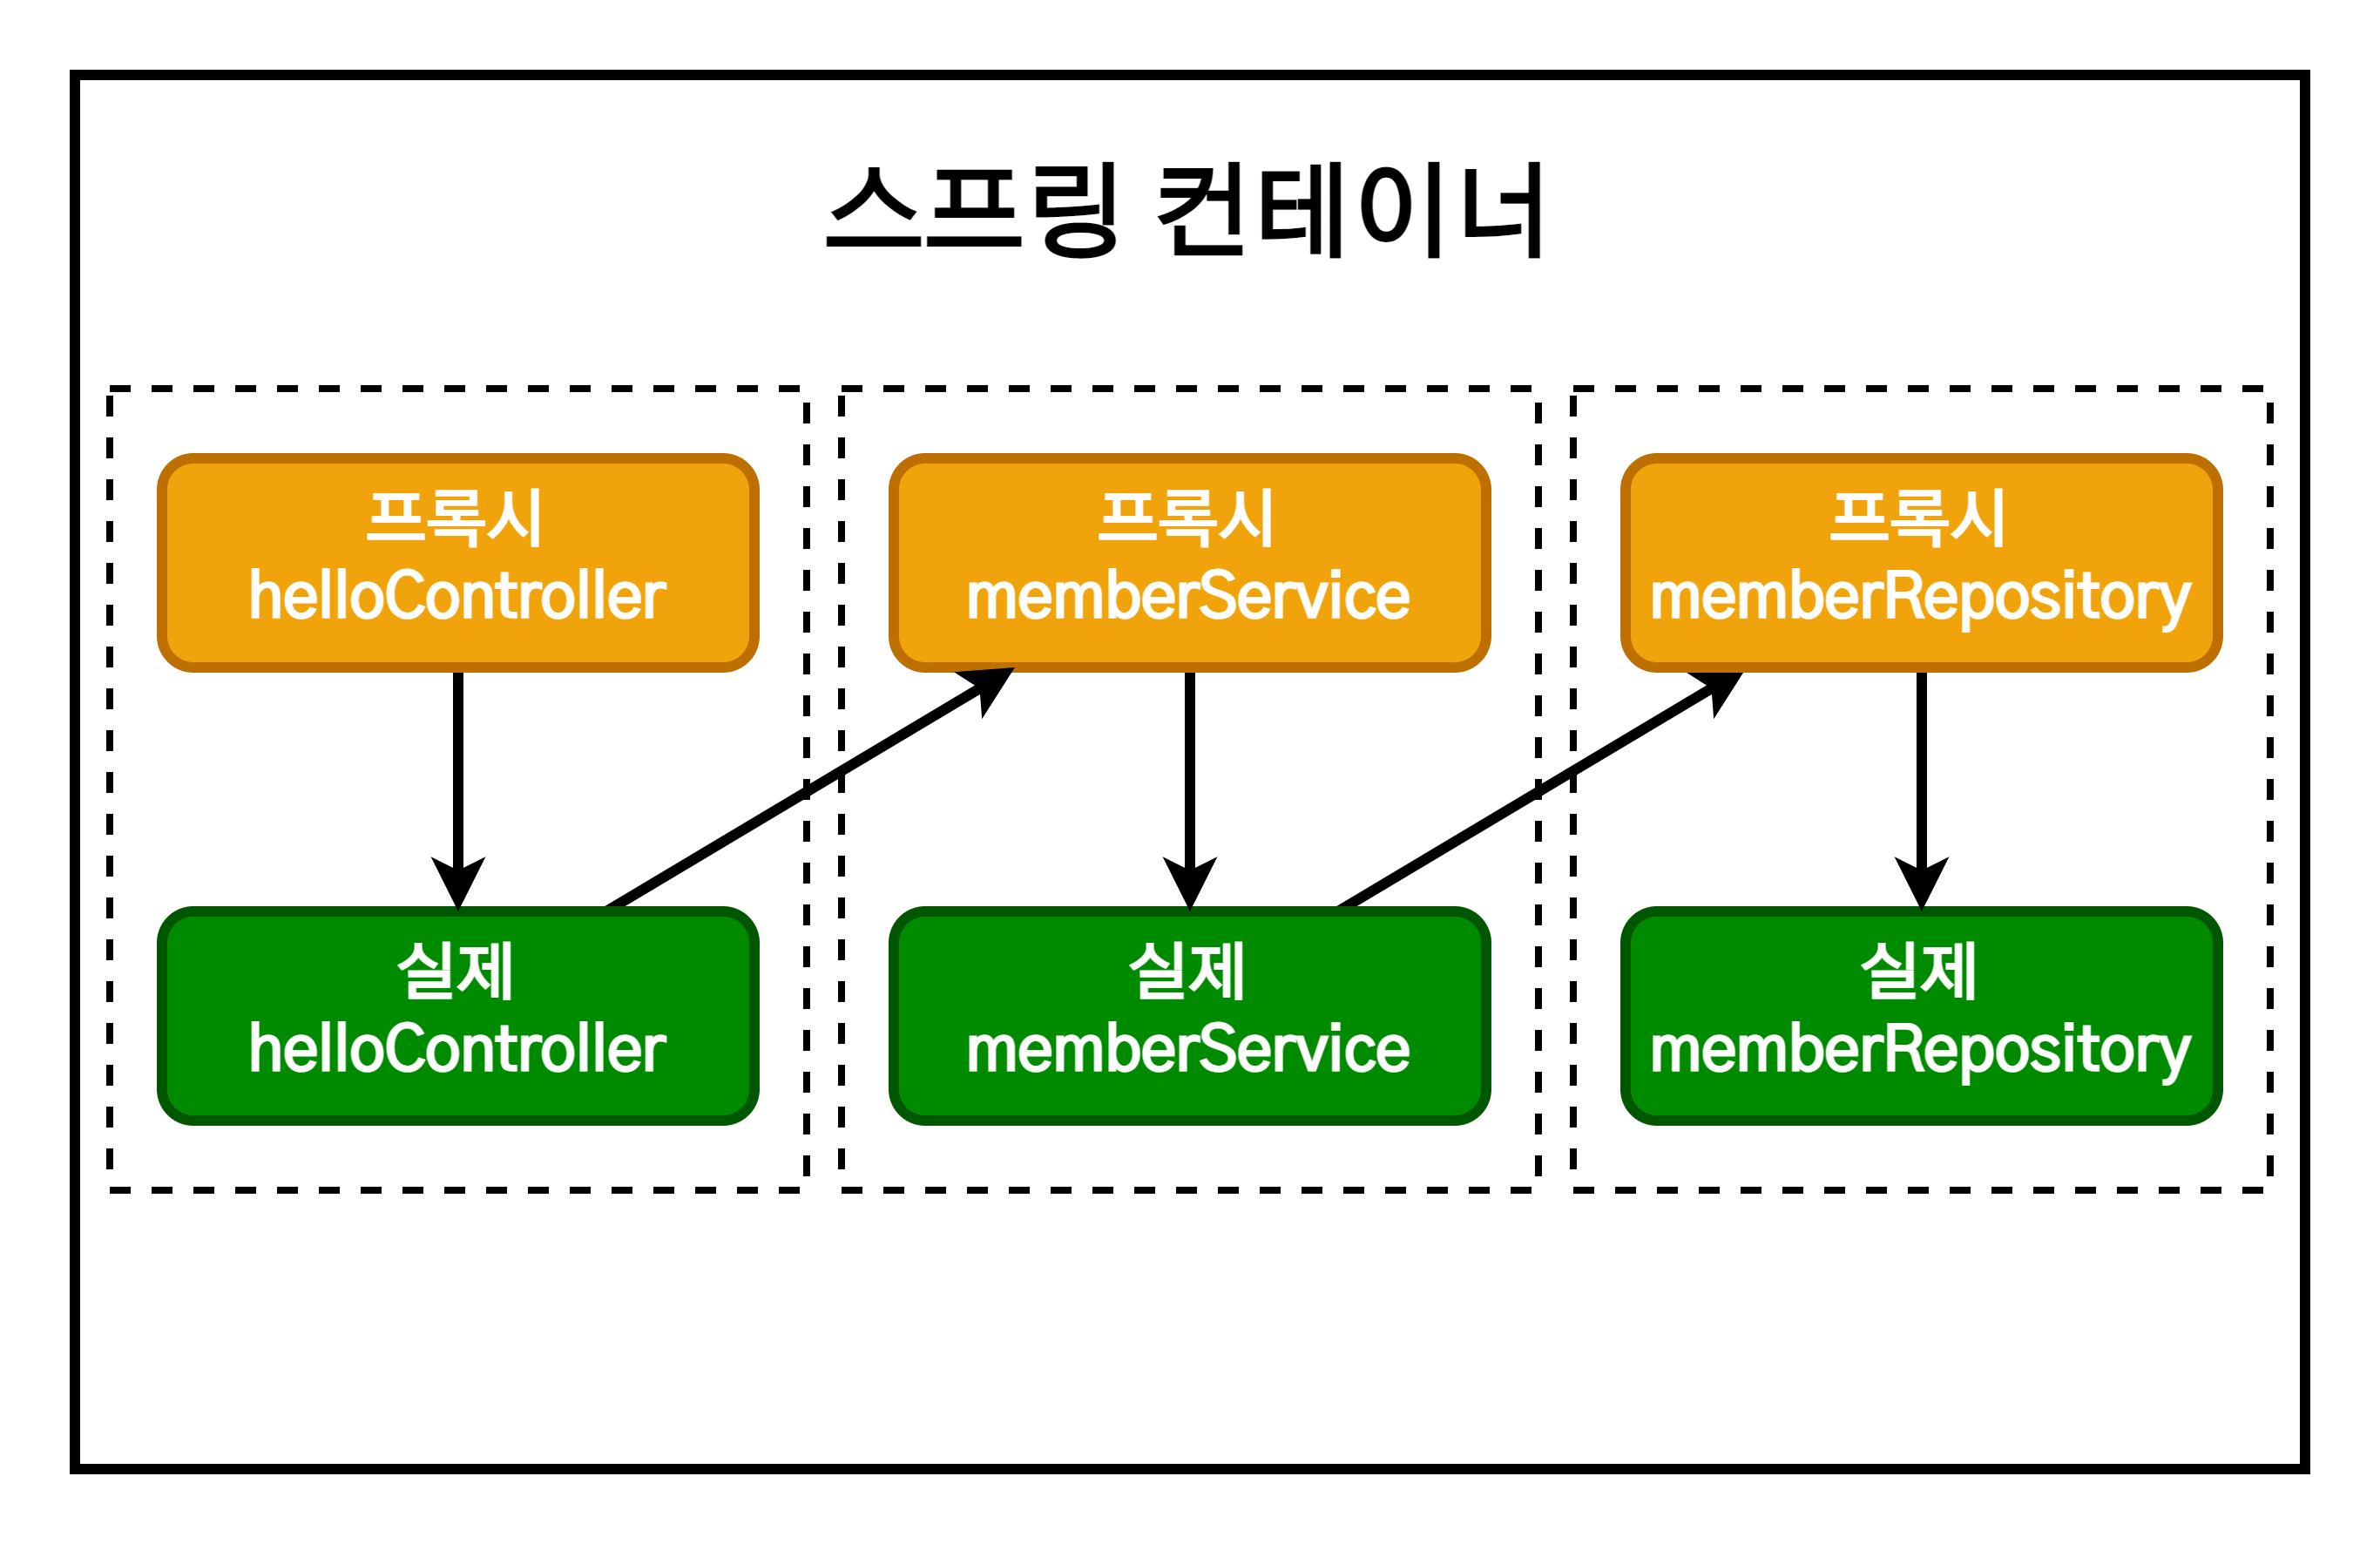 스프링 컨테이너
프록시
helloController
프록시
memberService
프록시
memberRepository
실제
helloController
실제
memberService
실제
memberRepository